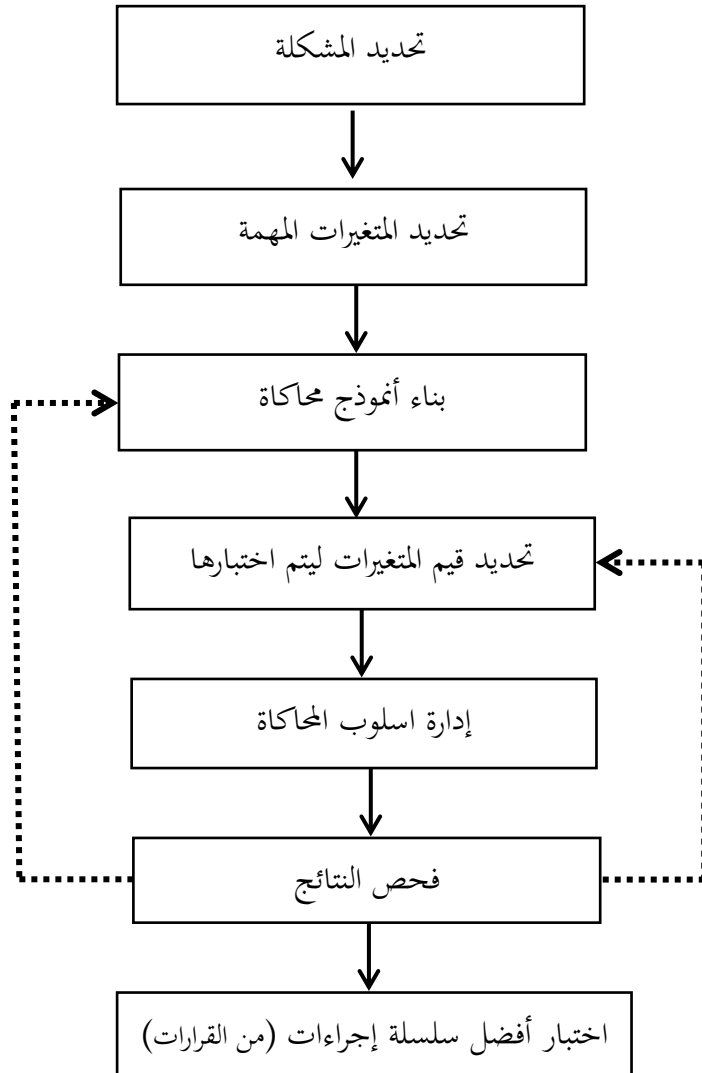 تحديد المشكلة
تحديد المتغيرات المهمة
بناء أنموذج محاكاة
تحديد قيم المتغيرات ليتم اختبارها
إدارة اسلوب المحاكاة
فحص النتائج
اختبار أفضل سلسلة إجراءات (من القرارات)